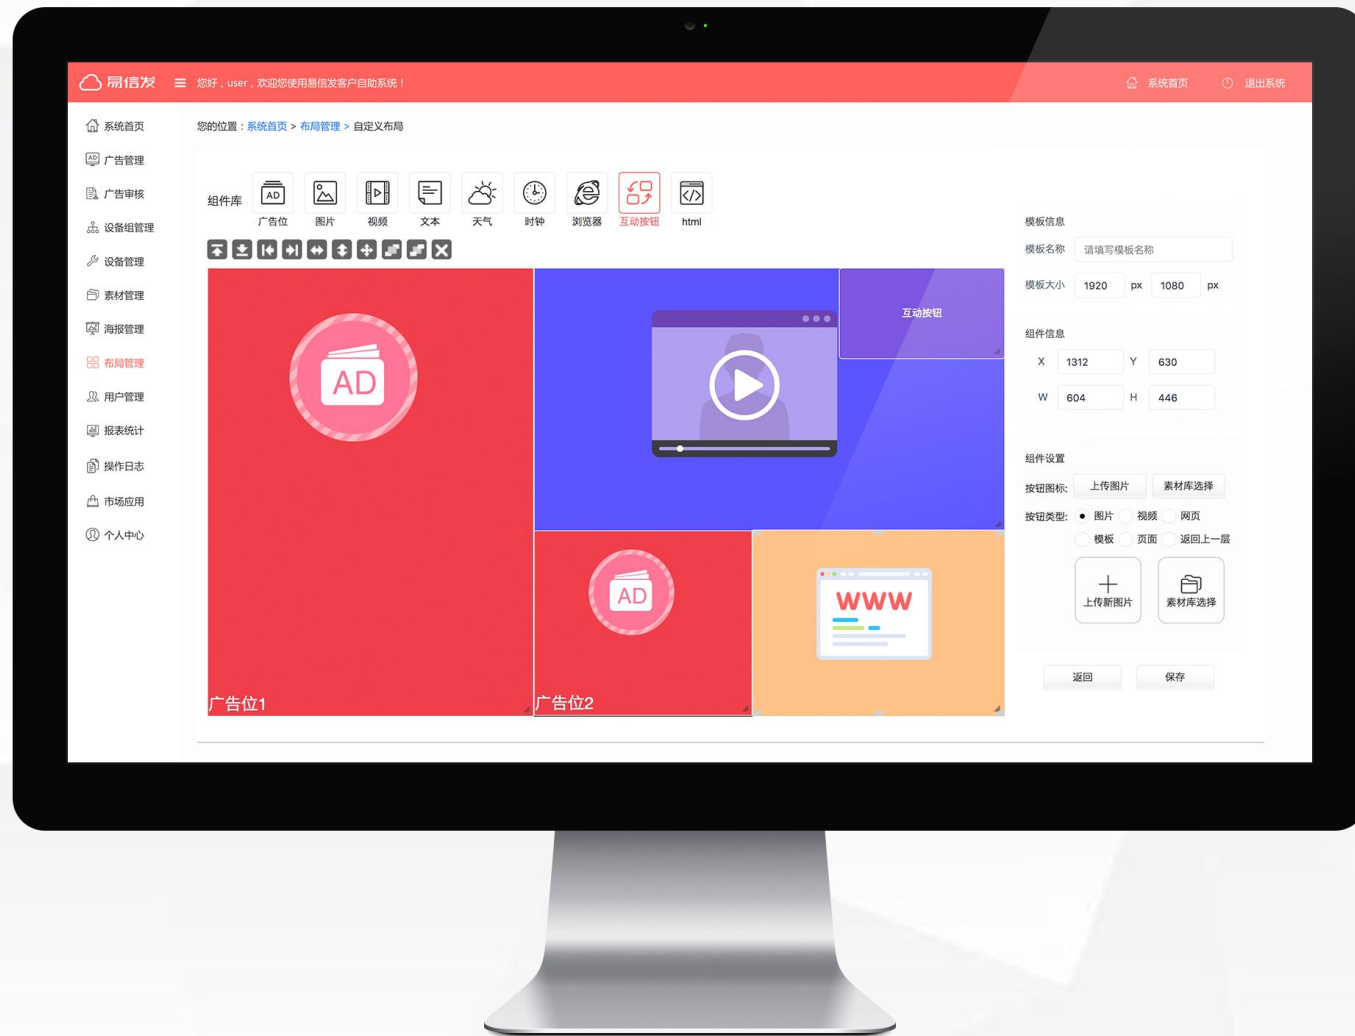 易信发 您好，user，欢迎您使用易信发客户自助系统！ 系统首页 退出系统
系统首页
广告管理
广告审核
设备组管理
设备管理
素材管理
海报管理
布局管理
用户管理
报表统计
操作日志
市场应用
个人中心
您的位置：系统首页 > 布局管理 > 自定义布局
组件库
AD
广告位 图片 视频 文本 天气 时钟 浏览器 互动按钮 html
AD
广告位1
互动按钮
AD
广告位2
WWW
模板信息
模板名称 请填写模板名称
模板大小 1920 px 1080 px
组件信息
X 1312 Y 630
W 604 H 446
组件设置
按钮图标: 上传图片 素材库选择
按钮类型: 图片 视频 网页
模板 页面 返回上一层
上传新图片 素材库选择
返回 保存